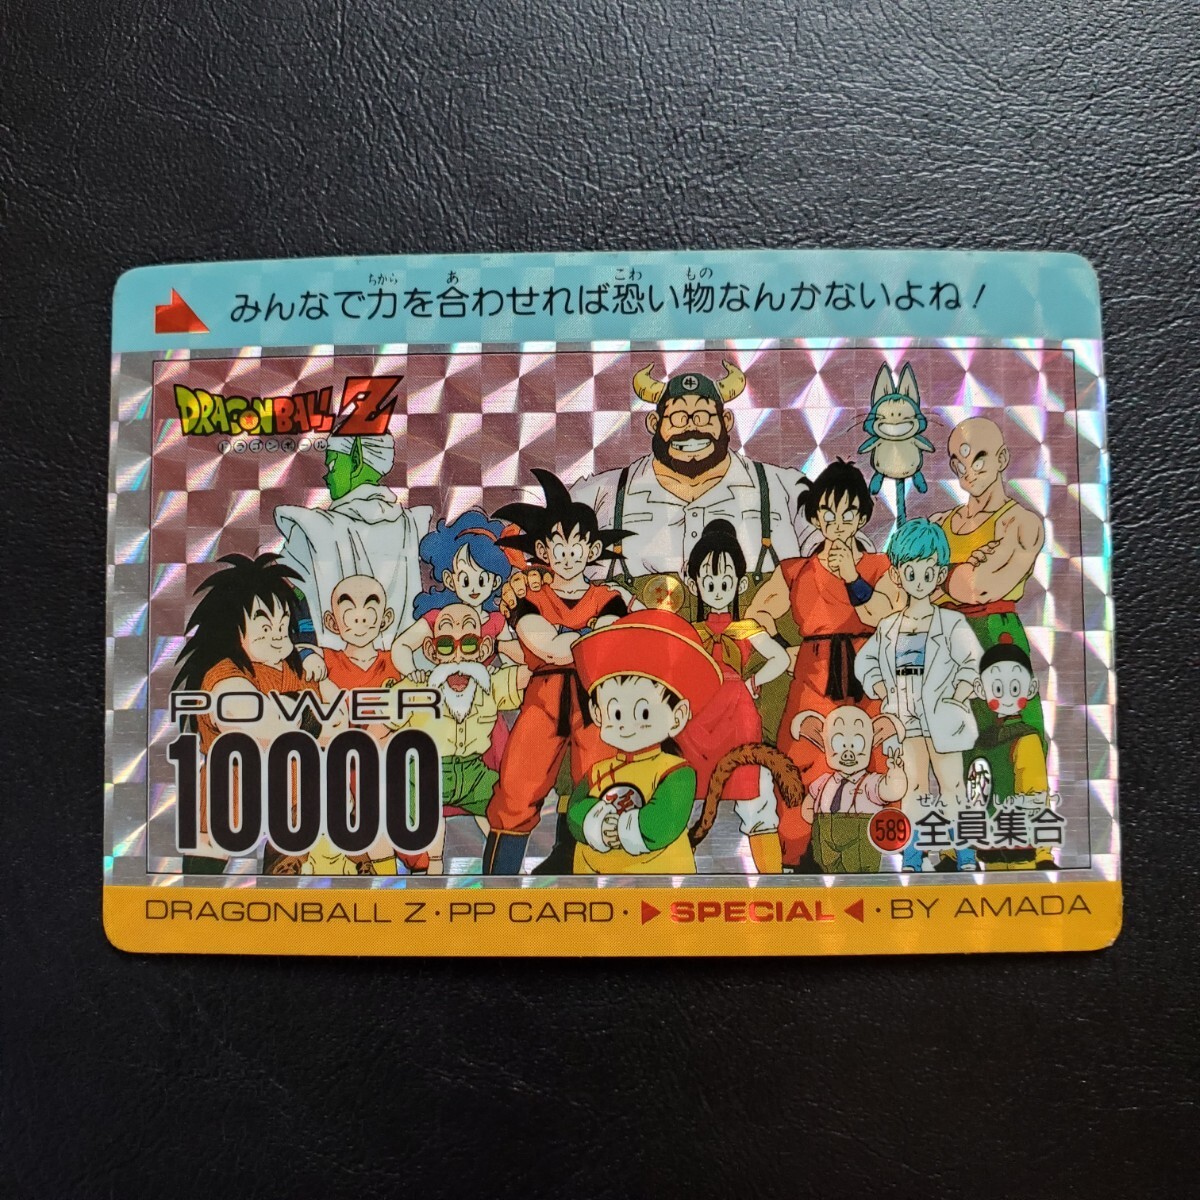 ちから あ こわ もの
みんなで力を合わせれば恐い物なんかないよね!
DRAGONBALL Z
ドラゴンボール
牛
POWER
10000
餃
ぜんいんしゅうごう
589 全員集合
DRAGONBALL Z・PP CARD・▶SPECIAL◀・BY AMADA